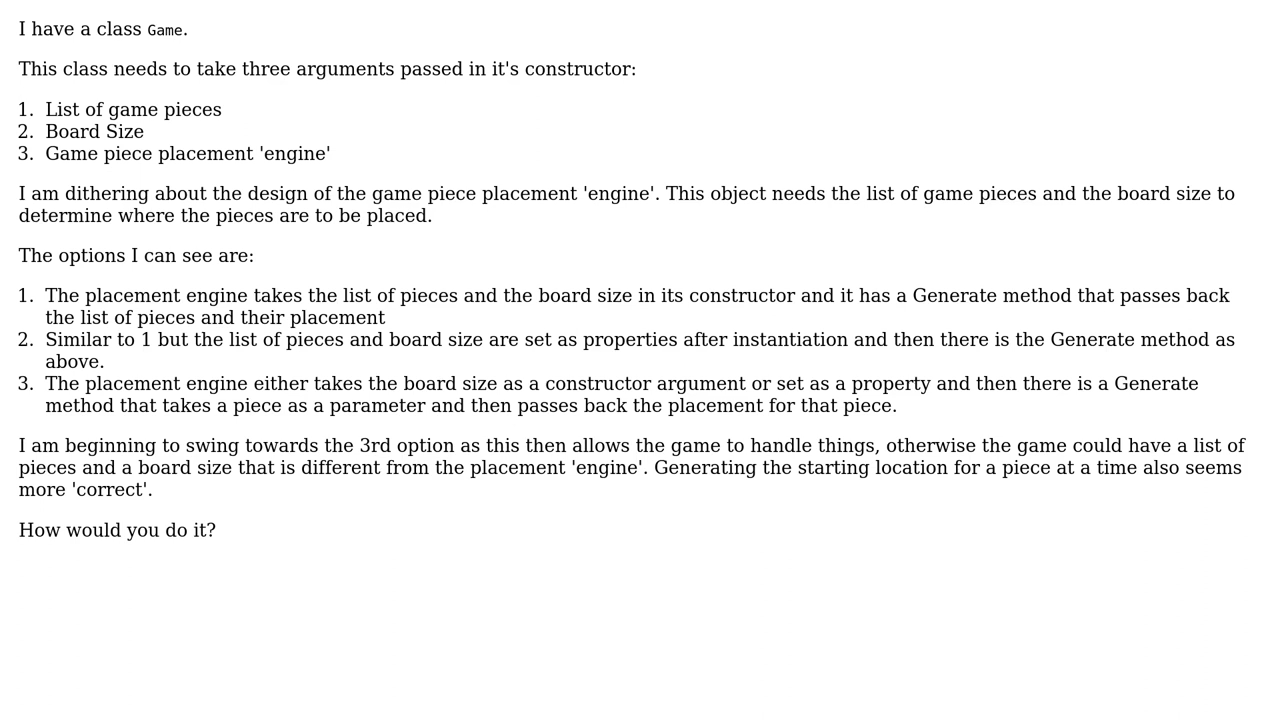 I have a class Game.
This class needs to take three arguments passed in it's constructor:
1. List of game pieces
2. Board Size
3. Game piece placement 'engine'
I am dithering about the design of the game piece placement 'engine'. This object needs the list of game pieces and the board size to
determine where the pieces are to be placed.
The options I can see are:
1. The placement engine takes the list of pieces and the board size in its constructor and it has a Generate method that passes back
the list of pieces and their placement
2. Similar to 1 but the list of pieces and board size are set as properties after instantiation and then there is the Generate method as
above.
3. The placement engine either takes the board size as a constructor argument or set as a property and then there is a Generate
method that takes a piece as a parameter and then passes back the placement for that piece.
I am beginning to swing towards the 3rd option as this then allows the game to handle things, otherwise the game could have a list of
pieces and a board size that is different from the placement 'engine'. Generating the starting location for a piece at a time also seems
more 'correct'.
How would you do it?